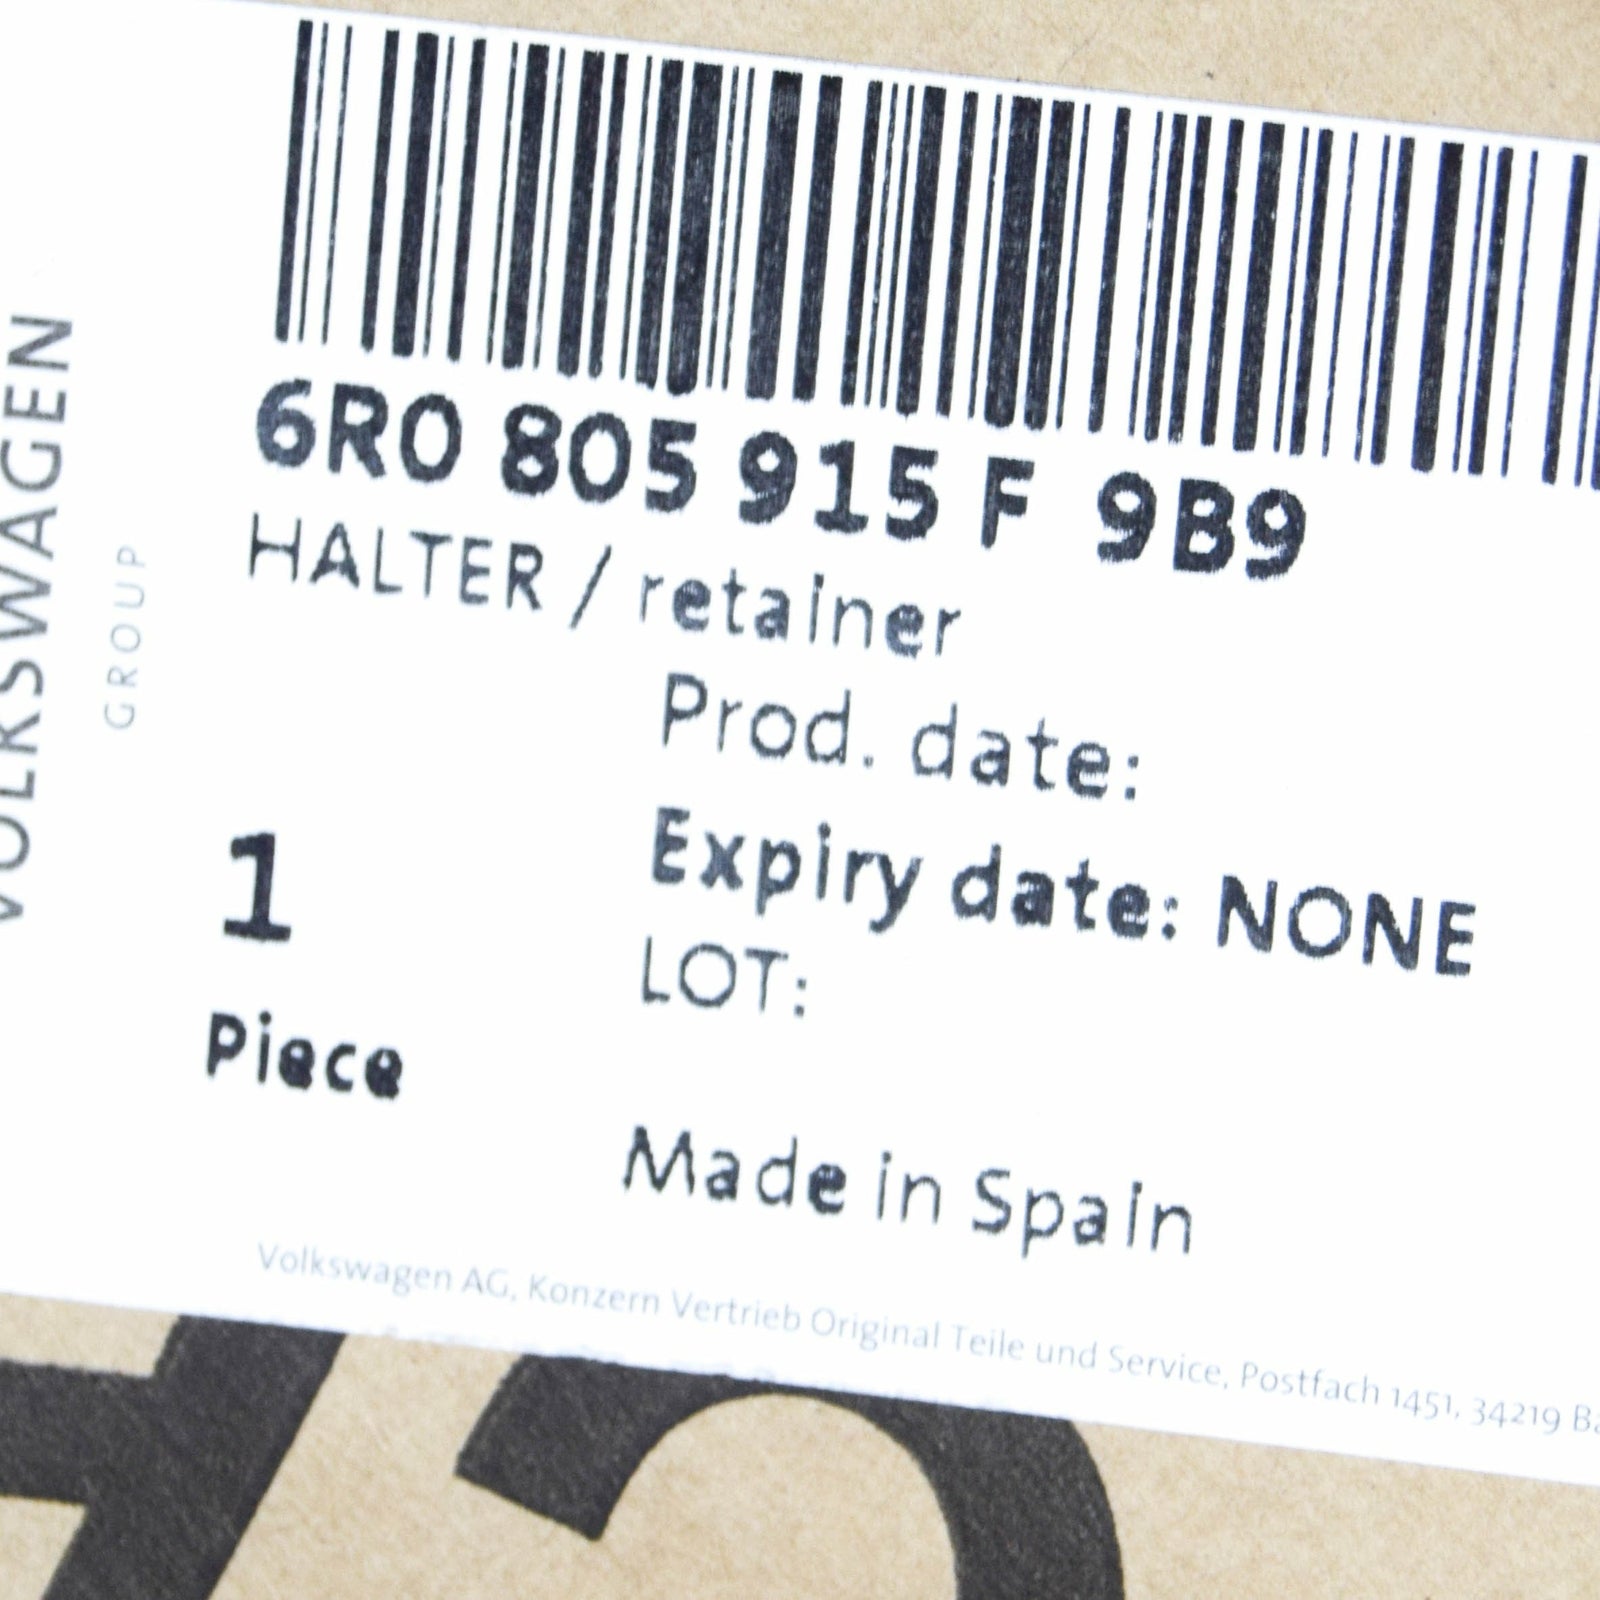 VOLKSWAGEN
GROUP
6R0 805 915 F 9B9
HALTER / retainer
Prod. date:
Expiry date: NONE
LOT:
1
Piece
Made in Spain
Volkswagen AG, Konzern Vertrieb Original Teile und Service, Postfach 1451, 34219